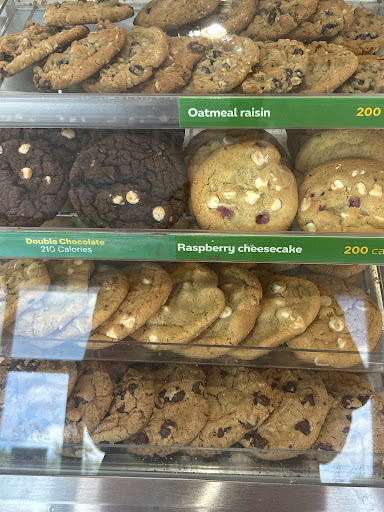 Oatmeal raisin 200
Double Chocolate
210 Calories
Raspberry cheesecake 200 ca